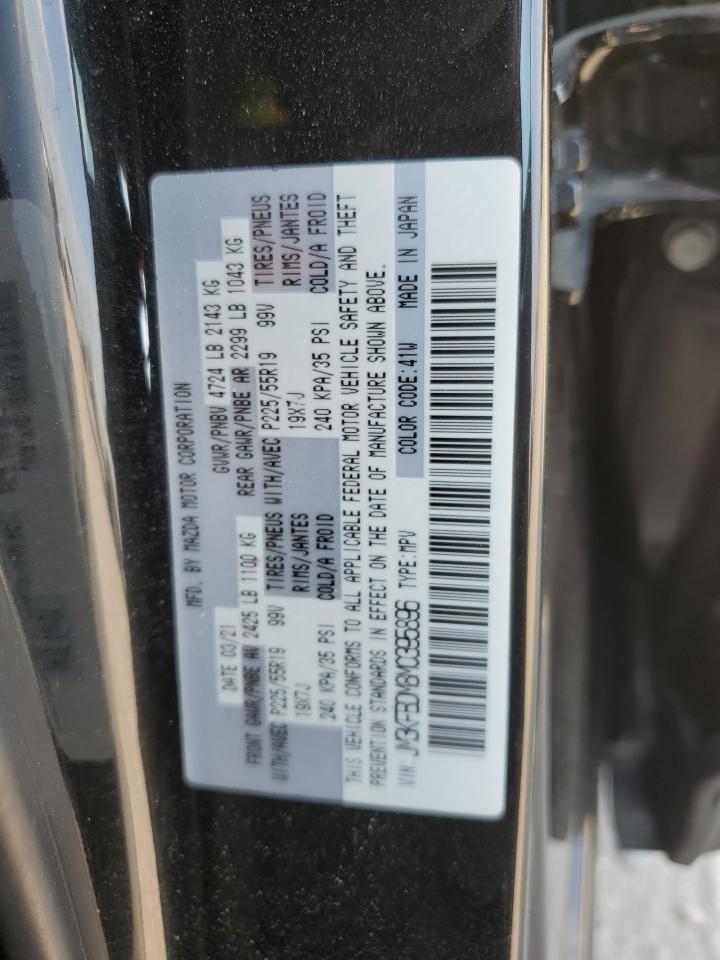 MFD. BY MAZDA MOTOR CORPORATION
DATE 03/21 GVWR/PNBV 4724 LB 2143 KG
FRONT GAWR/PNBE AV 2425 LB 1100 KG REAR GAWR/PNBE AR 2299 LB 1043 KG
WITH/AVEC P225/55R19 99V TIRES/PNEUS WITH/AVEC P225/55R19 99V TIRES/PNEUS
19X7J RIMS/JANTES 19X7J RIMS/JANTES
240 KPA/35 PSI COLD/A FROID 240 KPA/35 PSI COLD/A FROID
THIS VEHICLE CONFORMS TO ALL APPLICABLE FEDERAL MOTOR VEHICLE SAFETY AND THEFT
PREVENTION STANDARDS IN EFFECT ON THE DATE OF MANUFACTURE SHOWN ABOVE.
VIN: JM3KFBDM8M0395896 TYPE:MPV COLOR CODE:41W MADE IN JAPAN